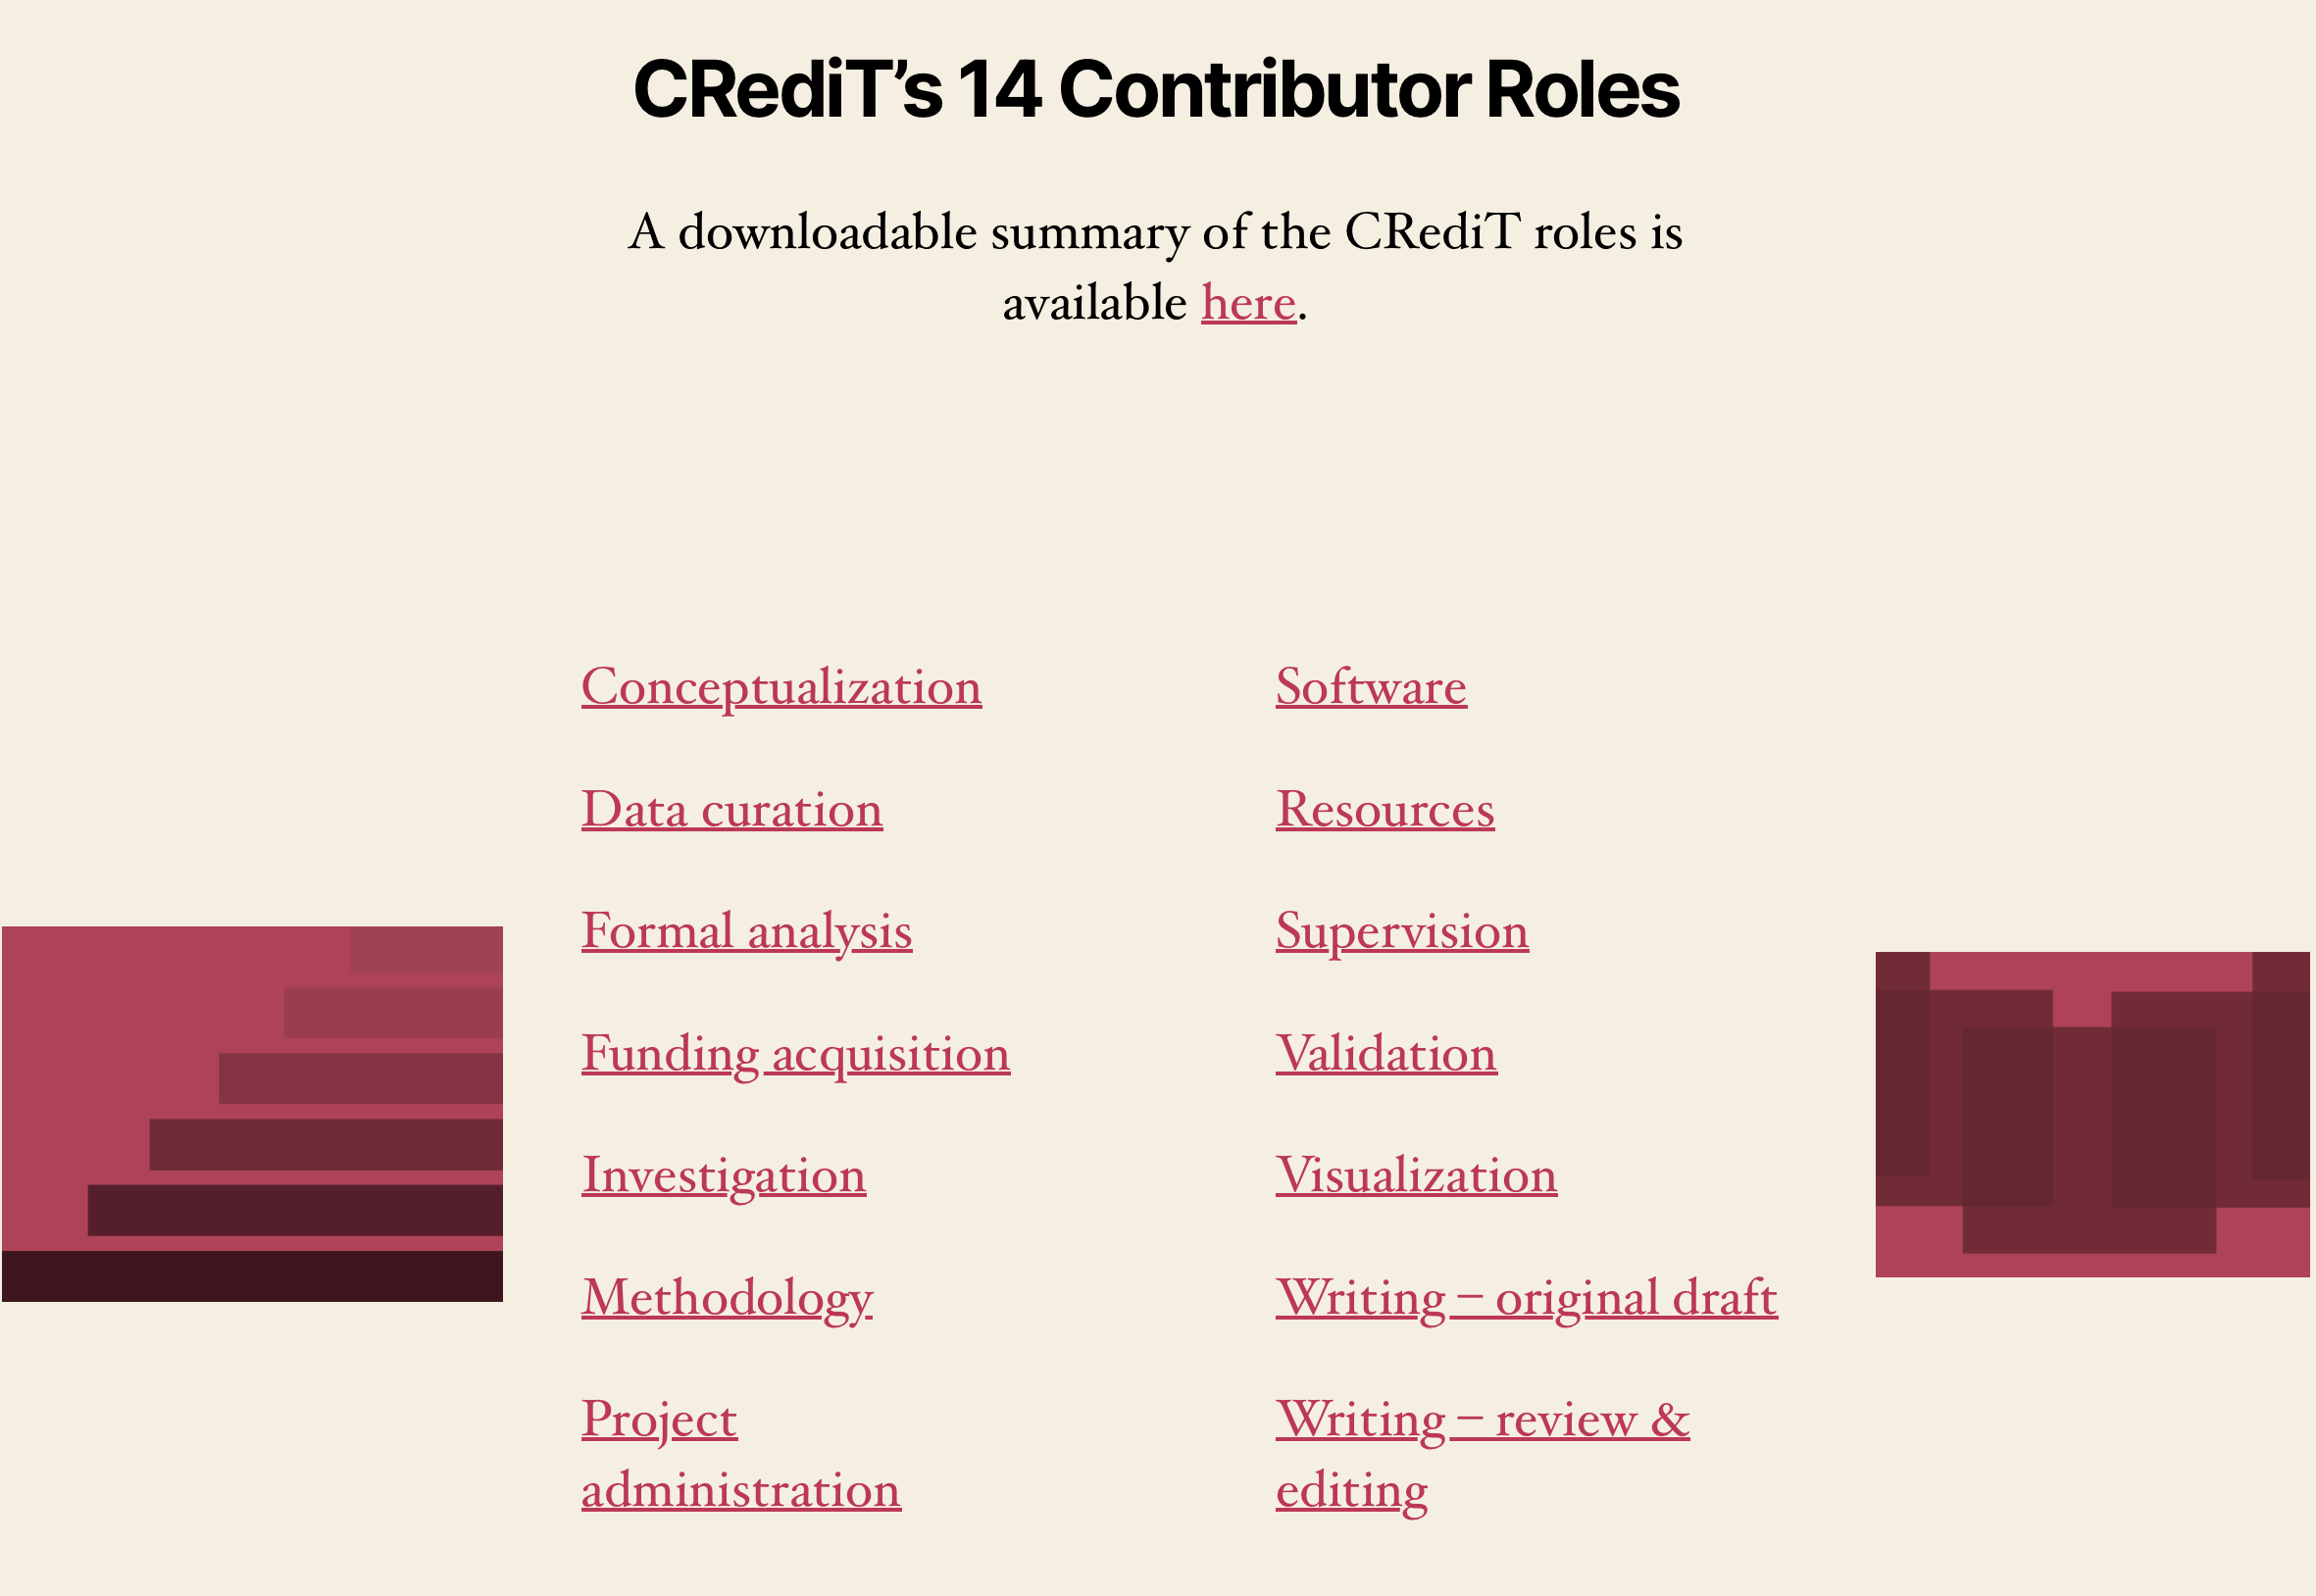 CRediT’s 14 Contributor Roles
A downloadable summary of the CRediT roles is
available here.
Conceptualization
Data curation
Formal analysis
Funding acquisition
Investigation
Methodology
Project
administration
Software
Resources
Supervision
Validation
Visualization
Writing – original draft
Writing – review &
editing